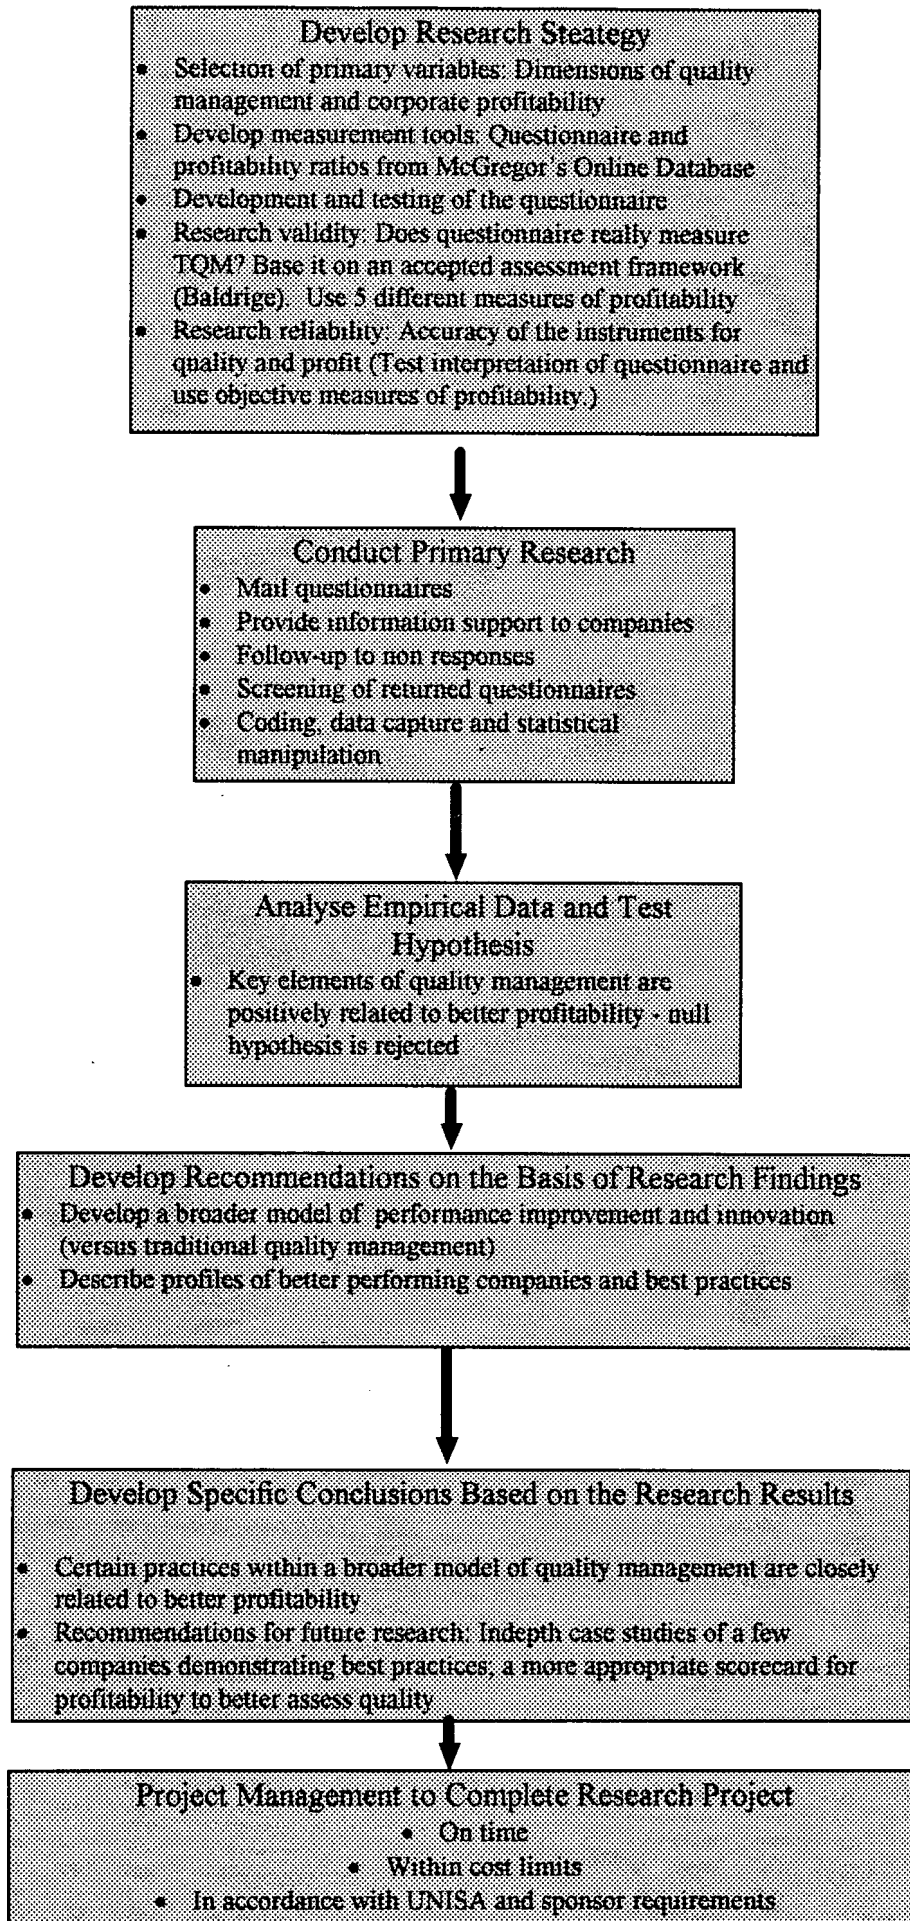 Develop Research Steategy
• Selection of primary variables: Dimensions of quality
management and corporate profitability
• Develop measurement tools: Questionnaire and
profitability ratios from McGregor's Online Database
• Development and testing of the questionnaire
• Research validity: Does questionnaire really measure
TQM? Base it on an accepted assessment framework
(Baldrige). Use 5 different measures of profitability
• Research reliability: Accuracy of the instruments for
quality and profit (Test interpretation of questionnaire and
use objective measures of profitability.)
Conduct Primary Research
• Mail questionnaires
• Provide information support to companies
• Follow-up to non responses
• Screening of returned questionnaires
• Coding, data capture and statistical
manipulation
Analyse Empirical Data and Test
Hypothesis
• Key elements of quality management are
positively related to better profitability - null
hypothesis is rejected
Develop Recommendations on the Basis of Research Findings
• Develop a broader model of performance improvement and innovation
(versus traditional quality management)
• Describe profiles of better performing companies and best practices
Develop Specific Conclusions Based on the Research Results
• Certain practices within a broader model of quality management are closely
related to better profitability
• Recommendations for future research: Indepth case studies of a few
companies demonstrating best practices; a more appropriate scorecard for
profitability to better assess quality
Project Management to Complete Research Project
• On time
• Within cost limits
• In accordance with UNISA and sponsor requirements